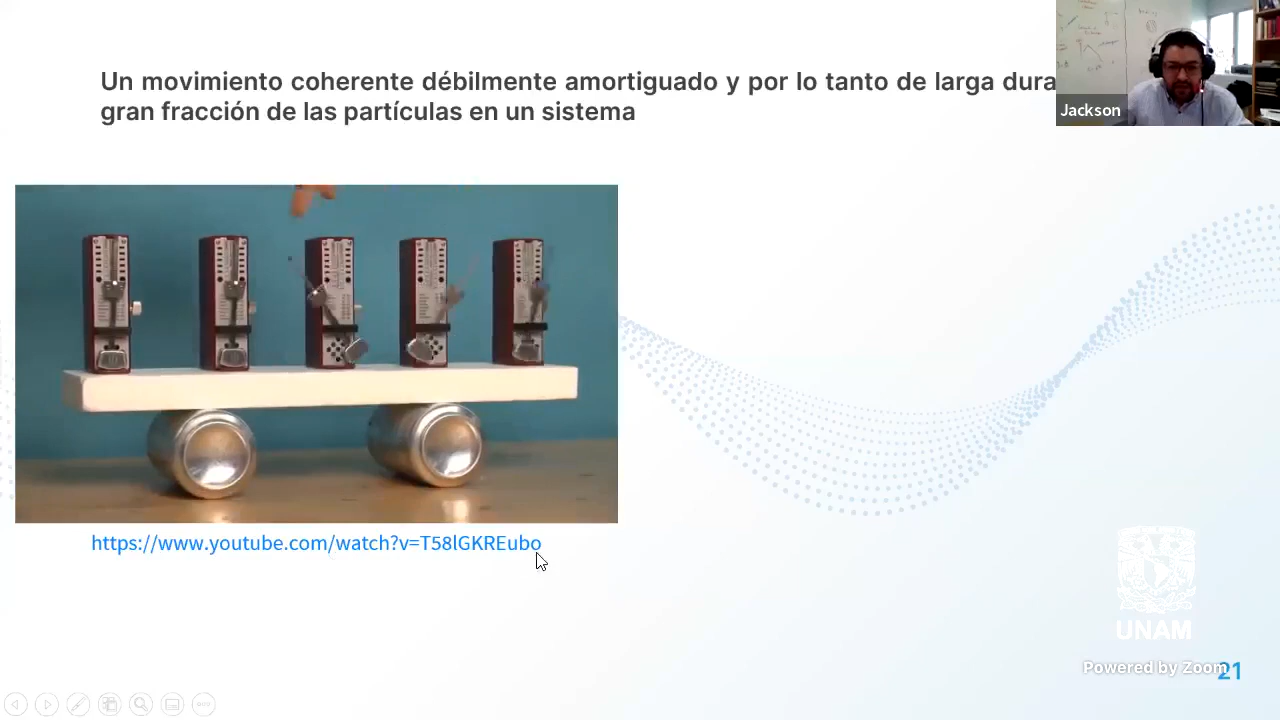 Un movimiento coherente débilmente amortiguado y por lo tanto de larga dura
gran fracción de las partículas en un sistema
Jackson
https://www.youtube.com/watch?v=T58lGKREubo
UNAM
Powered by Zoom
21